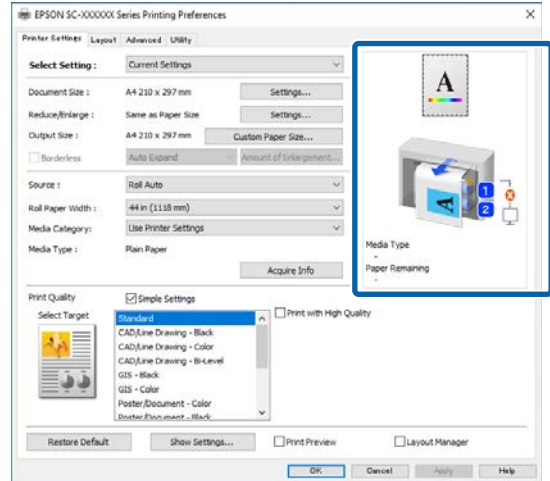 EPSON SC-XXXXXX Series Printing Preferences
Printer Settings Layout Advanced Utility
Select Setting : Current Settings
Document Size : A4 210 x 297 mm Settings...
Reduce/Enlarge : Same as Paper Size Settings...
Output Size : A4 210 x 297 mm Custom Paper Size...
Borderless Auto Expand Amount of Enlargement...
Source : Roll Auto
Roll Paper Width : 44 in (1118 mm)
Media Category: Use Printer Settings
Media Type : Plain Paper
Acquire Info
Print Quality Simple Settings
Select Target
Standard
CAD/Line Drawing - Black
CAD/Line Drawing - Color
CAD/Line Drawing - Bi-Level
GIS - Black
GIS - Color
Poster/Document - Color
Poster/Document - Black
Print with High Quality
A
A
1
2
Media Type
-
Paper Remaining
-
Restore Default Show Settings... Print Preview Layout Manager
OK Cancel Apply Help